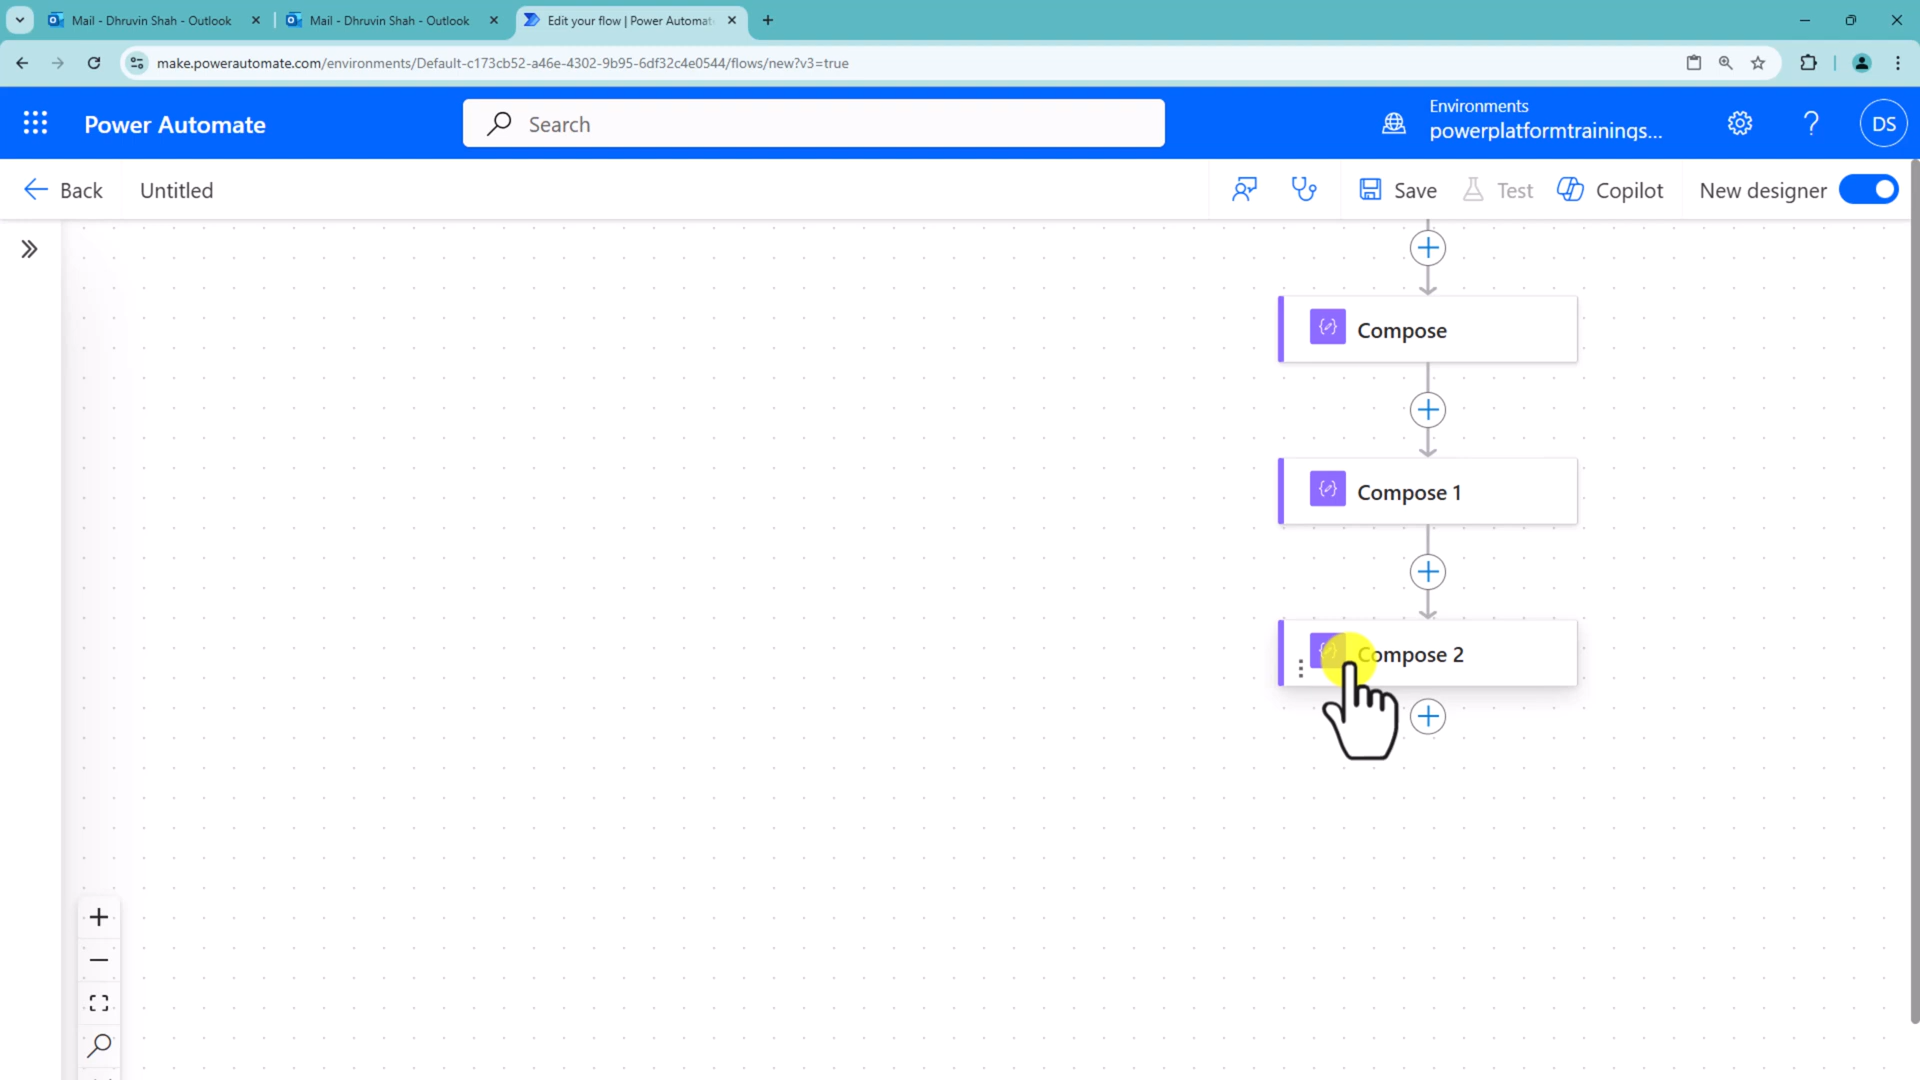 Mail - Dhruvin Shah - Outlook
Mail - Dhruvin Shah - Outlook
Edit your flow | Power Automat
make.powerautomate.com/environments/Default-c173cb52-a46e-4302-9b95-6df32c4e0544/flows/new?v3=true
Power Automate
Search
Environments
powerplatformtrainings...
DS
Back
Untitled
Save
Test
Copilot
New designer
Compose
Compose 1
Compose 2